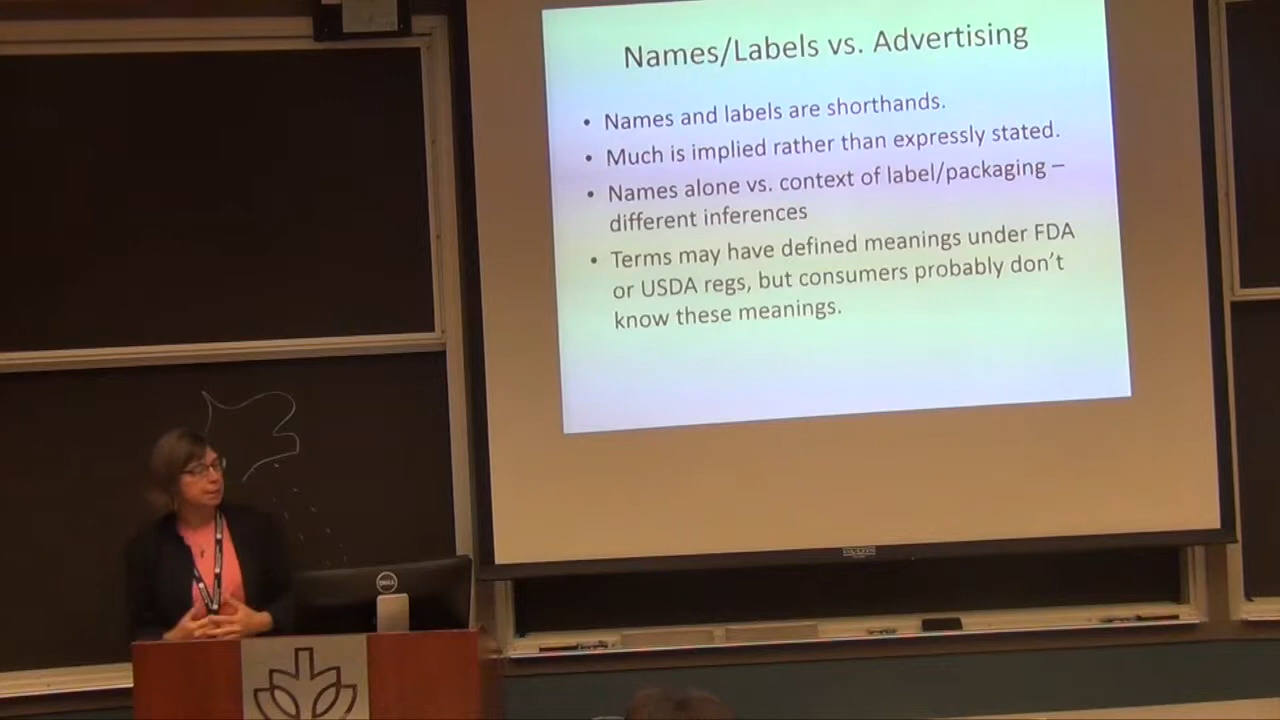 Names/Labels vs. Advertising
• Names and labels are shorthands.
• Much is implied rather than expressly stated.
• Names alone vs. context of label/packaging –
different inferences
• Terms may have defined meanings under FDA
or USDA regs, but consumers probably don't
know these meanings.
DELL